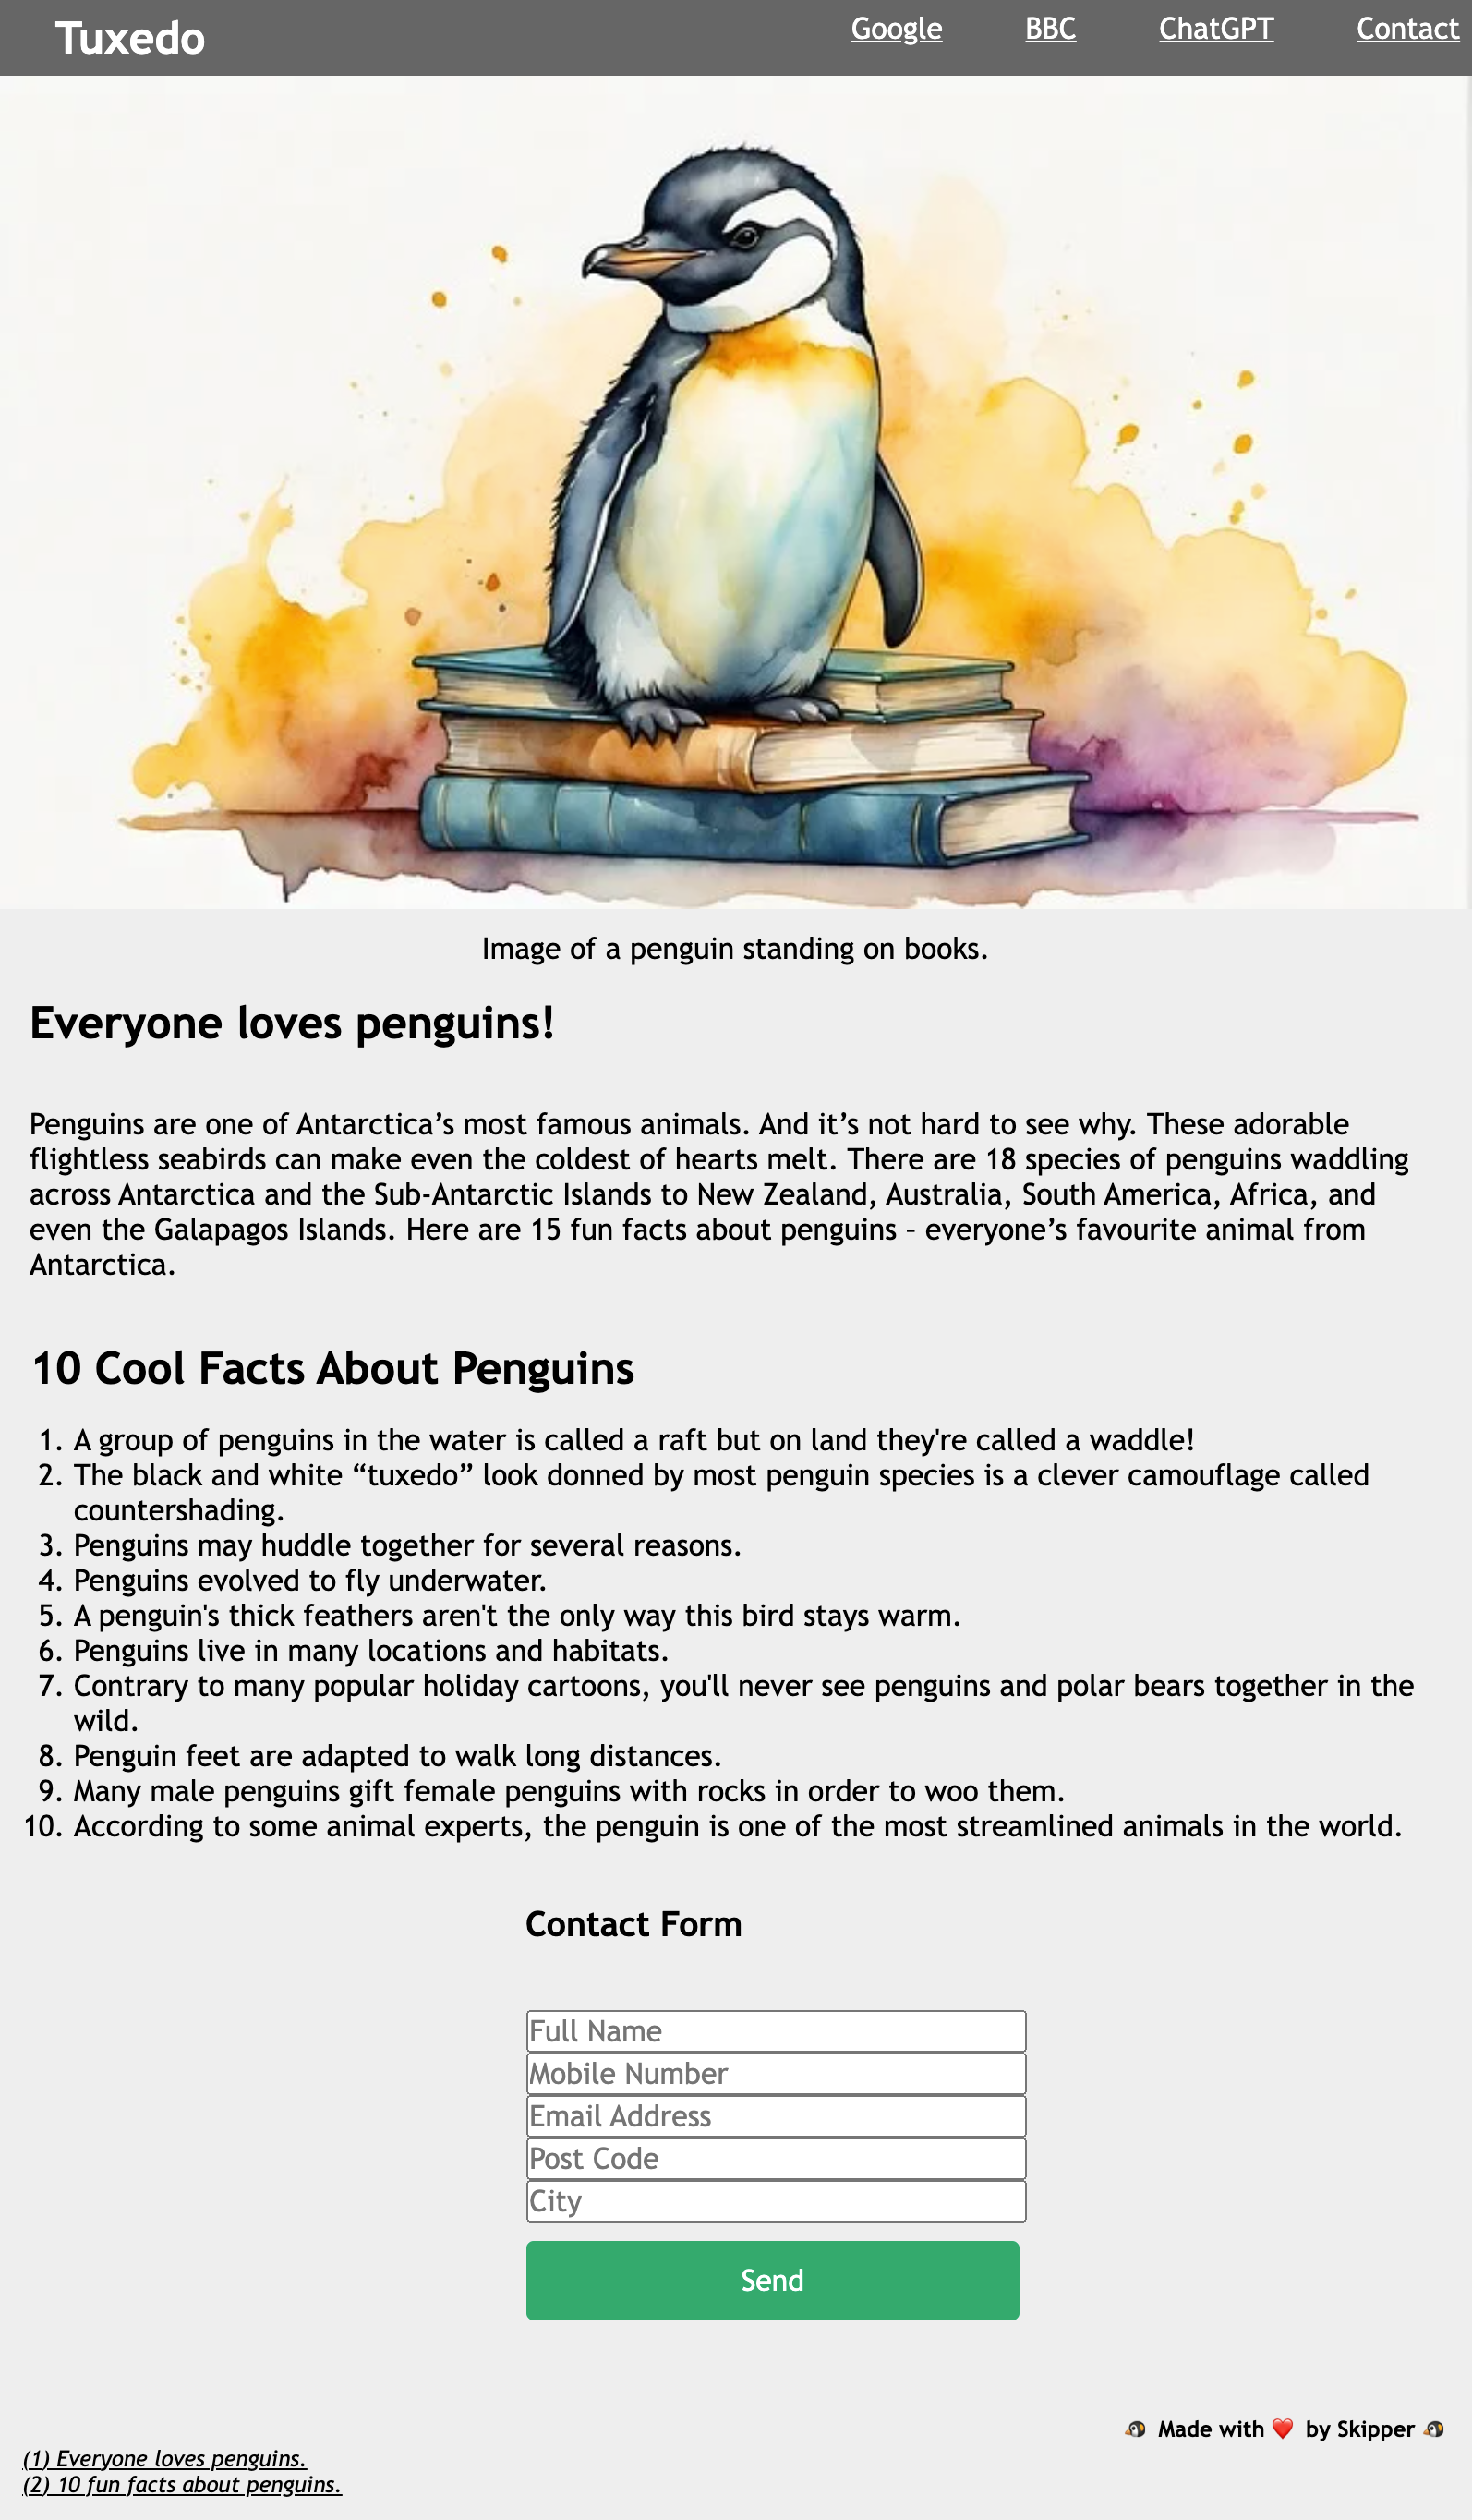 Tuxedo
Google BBC ChatGPT Contact
Image of a penguin standing on books.
Everyone loves penguins!
Penguins are one of Antarctica’s most famous animals. And it’s not hard to see why. These adorable
flightless seabirds can make even the coldest of hearts melt. There are 18 species of penguins waddling
across Antarctica and the Sub-Antarctic Islands to New Zealand, Australia, South America, Africa, and
even the Galapagos Islands. Here are 15 fun facts about penguins – everyone’s favourite animal from
Antarctica.
10 Cool Facts About Penguins
1. A group of penguins in the water is called a raft but on land they're called a waddle!
2. The black and white “tuxedo” look donned by most penguin species is a clever camouflage called
countershading.
3. Penguins may huddle together for several reasons.
4. Penguins evolved to fly underwater.
5. A penguin's thick feathers aren't the only way this bird stays warm.
6. Penguins live in many locations and habitats.
7. Contrary to many popular holiday cartoons, you'll never see penguins and polar bears together in the
wild.
8. Penguin feet are adapted to walk long distances.
9. Many male penguins gift female penguins with rocks in order to woo them.
10. According to some animal experts, the penguin is one of the most streamlined animals in the world.
Contact Form
Full Name
Mobile Number
Email Address
Post Code
City
Send
🐧 Made with ❤️ by Skipper 🐧
(1) Everyone loves penguins.
(2) 10 fun facts about penguins.